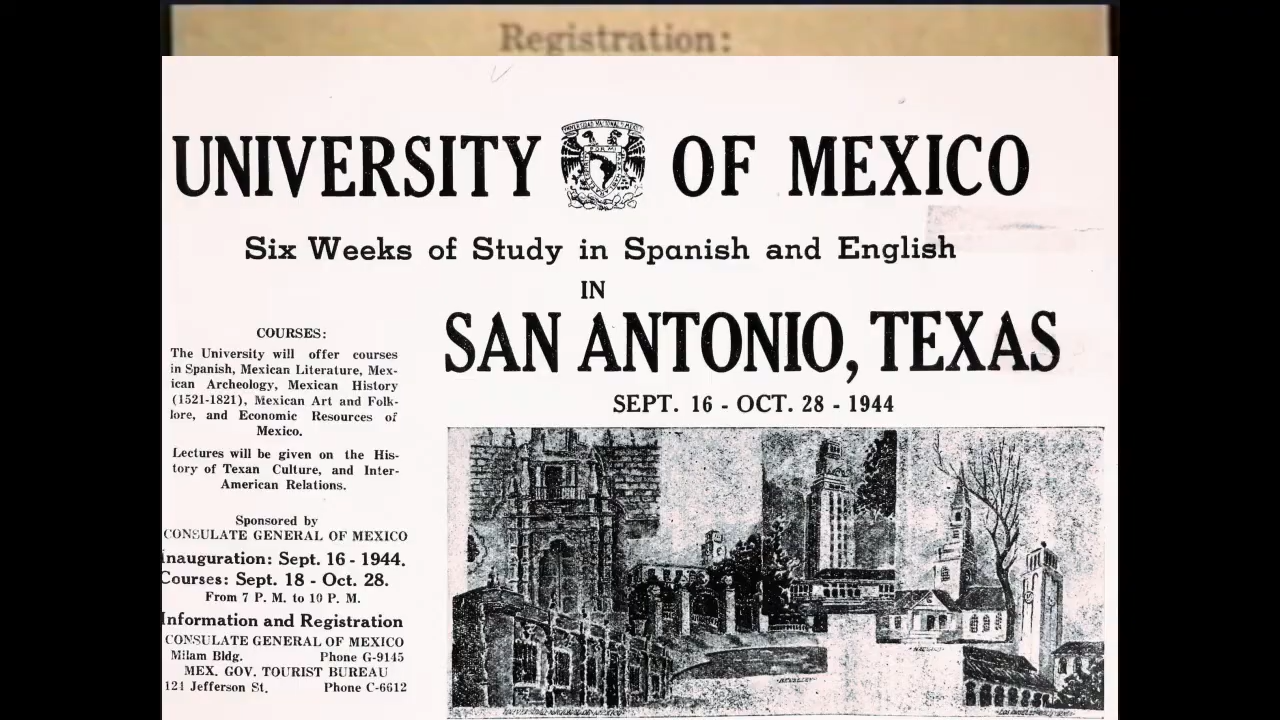 Registration:
UNIVERSITY OF MEXICO
Six Weeks of Study in Spanish and English
IN
SAN ANTONIO, TEXAS
SEPT. 16 - OCT. 28 - 1944
COURSES:
The University will offer courses
in Spanish, Mexican Literature, Mex-
ican Archeology, Mexican History
(1521-1821), Mexican Art and Folk-
lore, and Economic Resources of
Mexico.
Lectures will be given on the His-
tory of Texan Culture, and Inter-
American Relations.
Sponsored by
CONSULATE GENERAL OF MEXICO
Inauguration: Sept. 16 - 1944.
Courses: Sept. 18 - Oct. 28.
From 7 P. M. to 10 P. M.
Information and Registration
CONSULATE GENERAL OF MEXICO
Milam Bldg. Phone G-9145
MEX. GOV. TOURIST BUREAU
121 Jefferson St. Phone C-6612